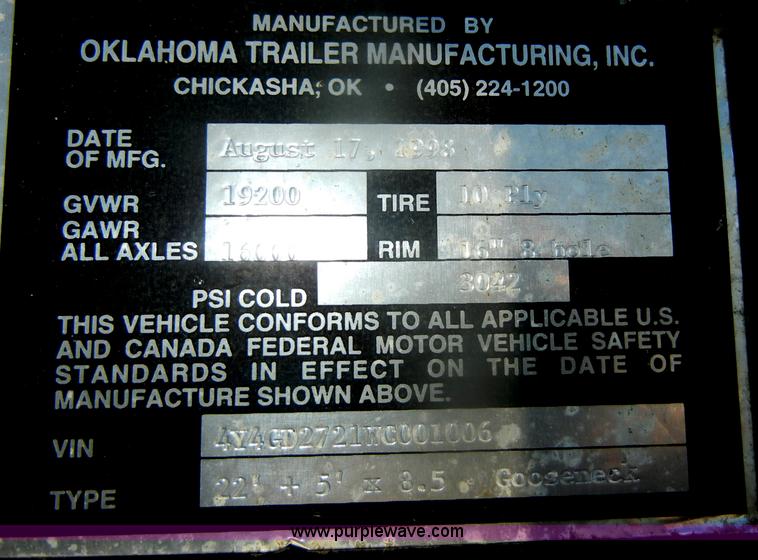 MANUFACTURED BY
OKLAHOMA TRAILER MANUFACTURING, INC.
CHICKASHA, OK • (405) 224-1200
DATE
OF MFG. August 17, 1998
GVWR 19200 TIRE 10 Ply
GAWR
ALL AXLES 16000 RIM 16" 8 hole
PSI COLD 3042
THIS VEHICLE CONFORMS TO ALL APPLICABLE U.S.
AND CANADA FEDERAL MOTOR VEHICLE SAFETY
STANDARDS IN EFFECT ON THE DATE OF
MANUFACTURE SHOWN ABOVE.
VIN 4Y4GD2721WC001006
TYPE 22' + 5' x 8.5 Gooseneck
www.purplewave.com